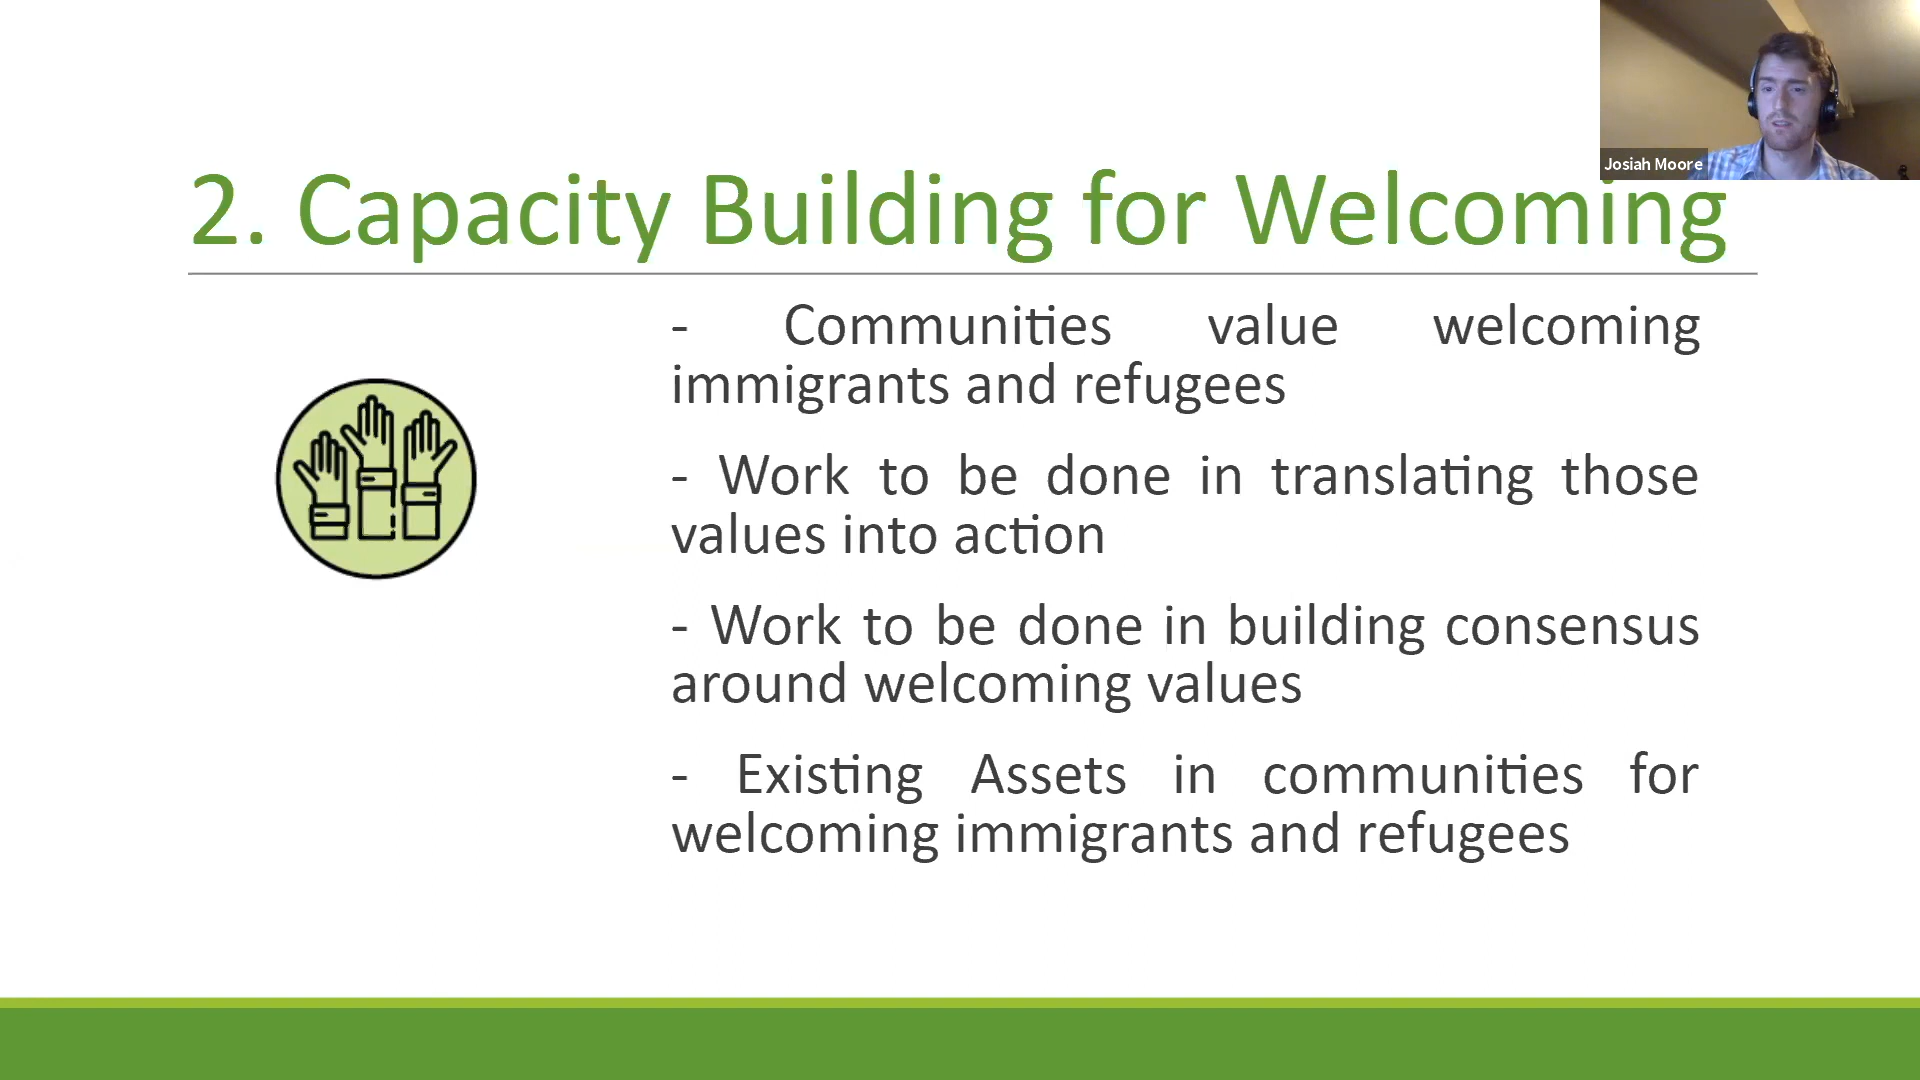 Josiah Moore
2. Capacity Building for Welcoming
- Communities value welcoming
immigrants and refugees
- Work to be done in translating those
values into action
- Work to be done in building consensus
around welcoming values
- Existing Assets in communities for
welcoming immigrants and refugees